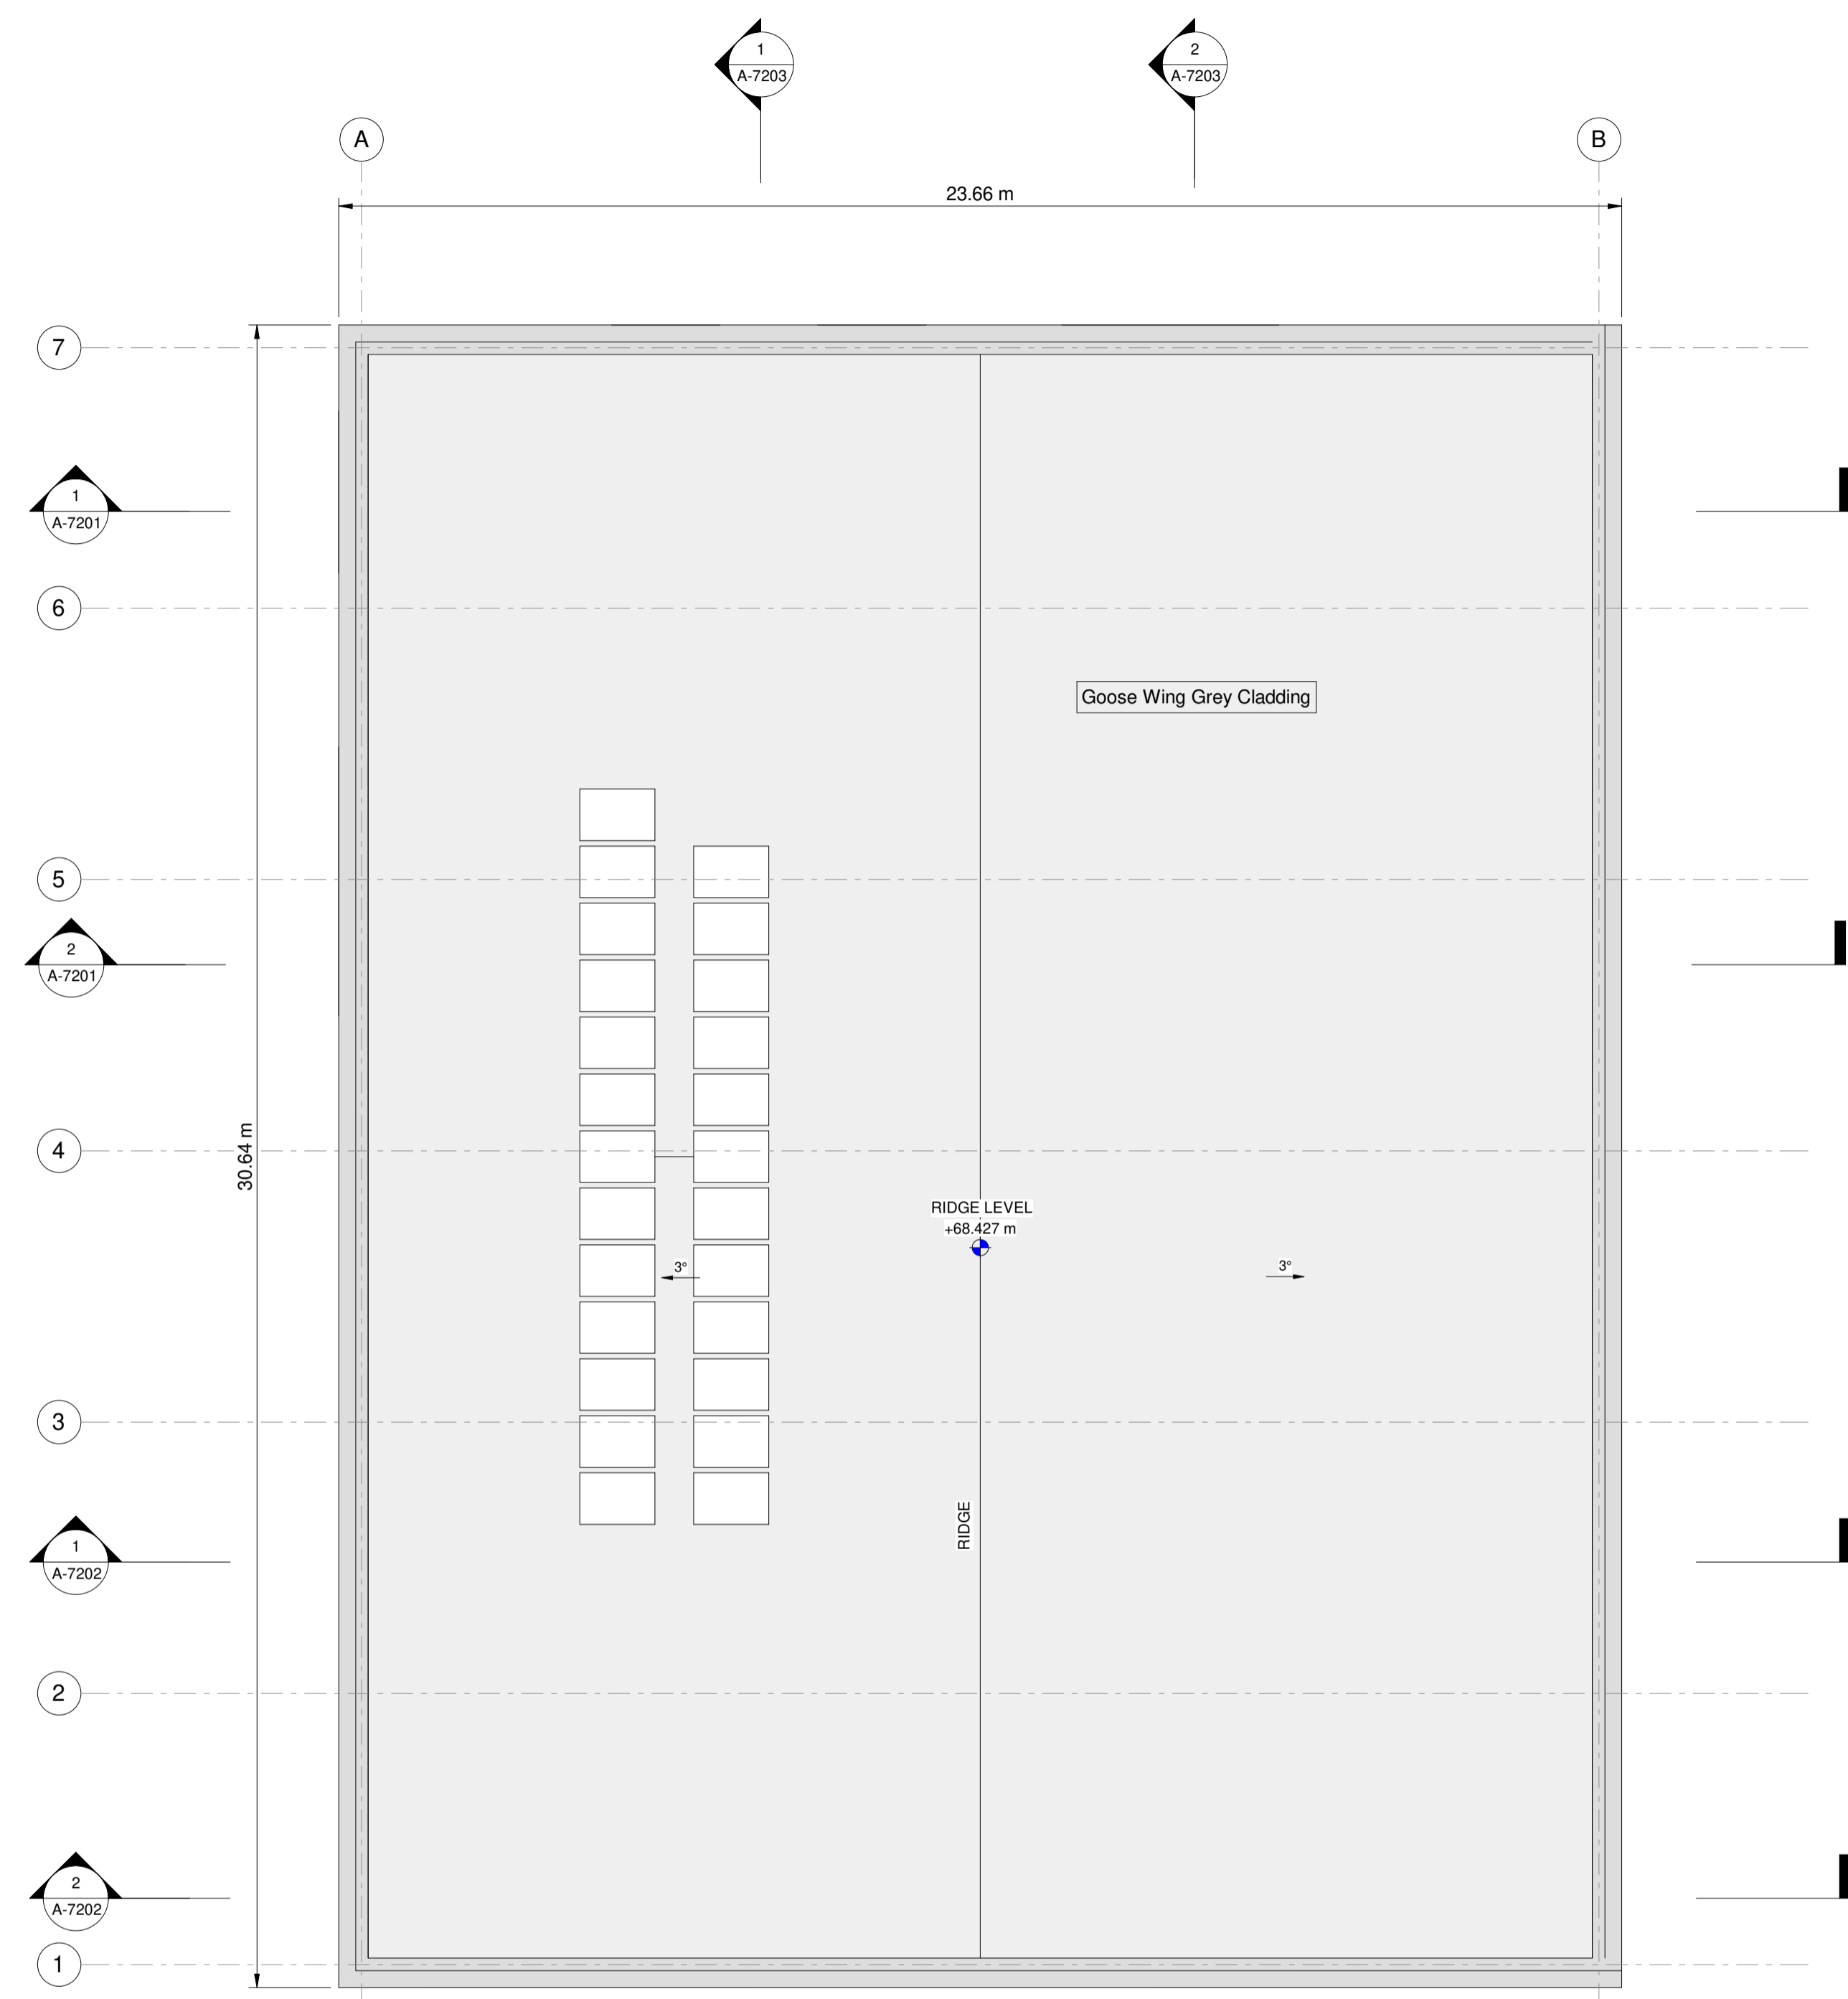 1
A-7203
2
A-7203
A
B
23.66 m
7
1
A-7201
6
Goose Wing Grey Cladding
5
2
A-7201
4
30.64 m
RIDGE LEVEL
+68.427 m
3°
3°
3
RIDGE
1
A-7202
2
2
A-7202
1